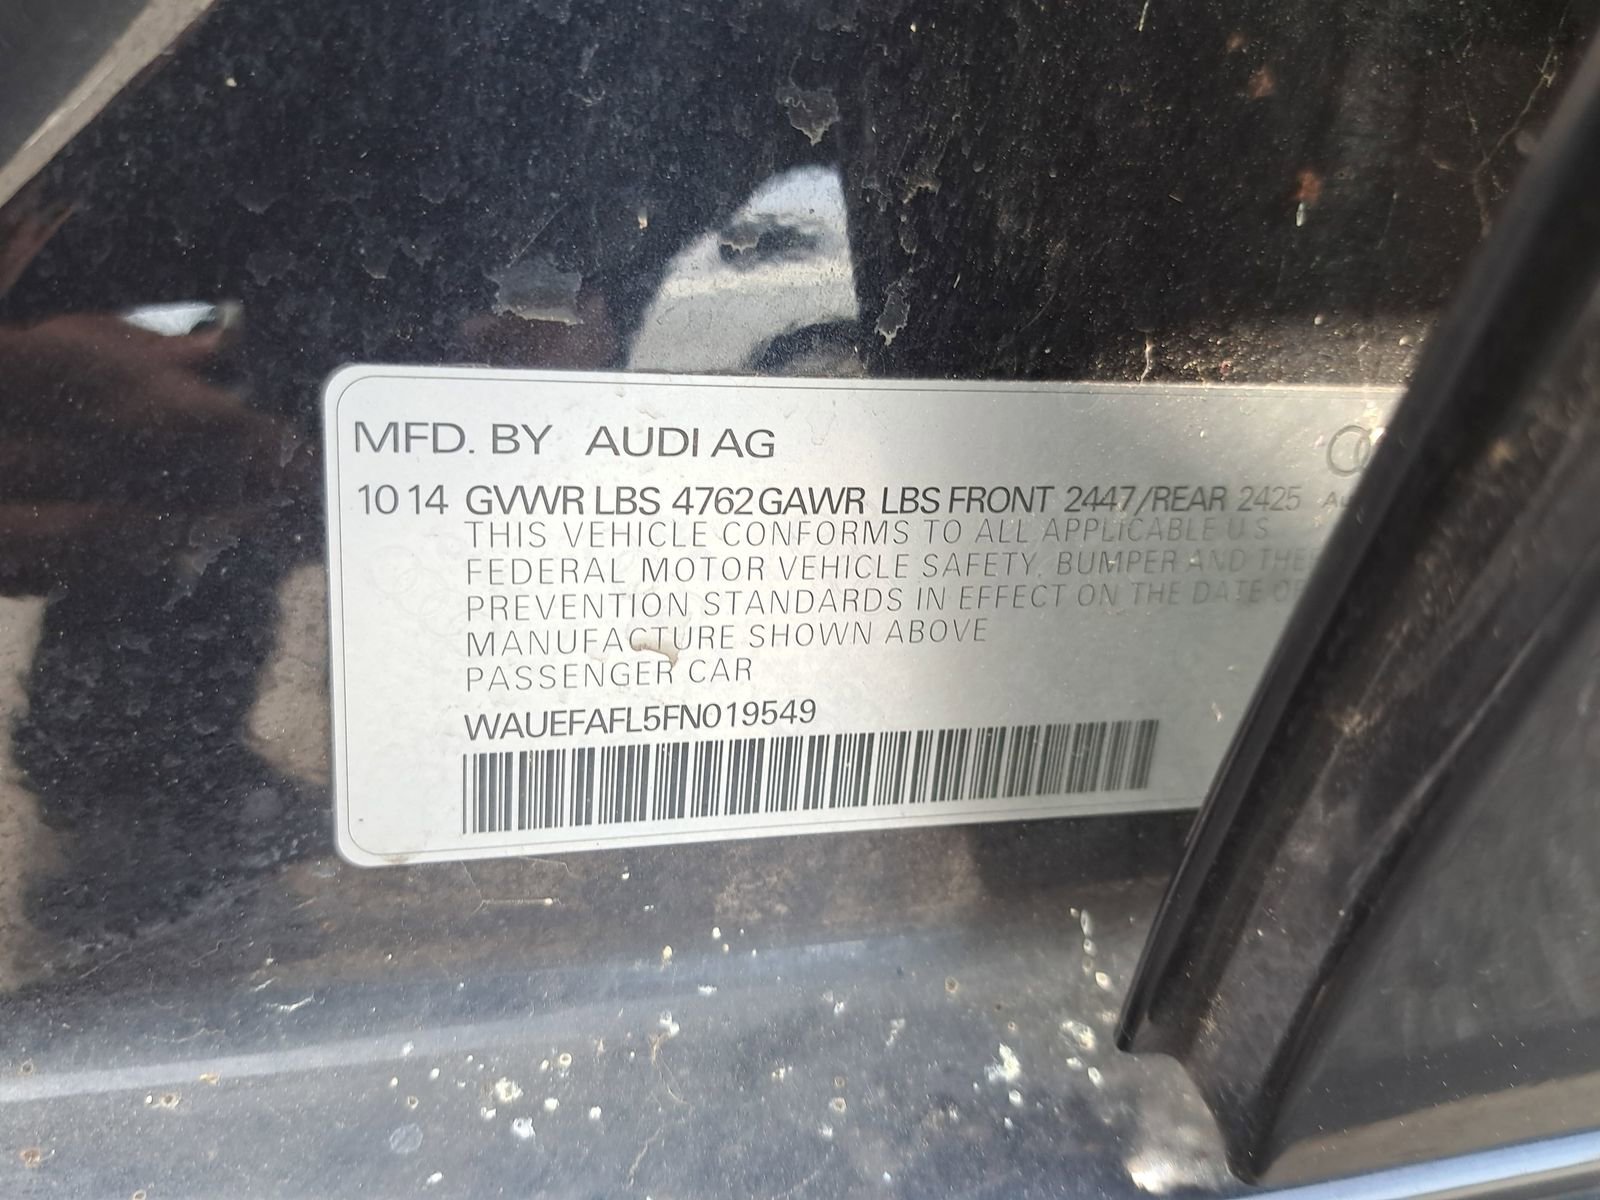 MFD. BY AUDI AG
10 14 GVWR LBS 4762 GAWR LBS FRONT 2447/REAR 2425
THIS VEHICLE CONFORMS TO ALL APPLICABLE U S
FEDERAL MOTOR VEHICLE SAFETY, BUMPER AND
PREVENTION STANDARDS IN EFFECT ON THE DATE OF
MANUFACTURE SHOWN ABOVE
PASSENGER CAR
WAUEFAFL5FN019549